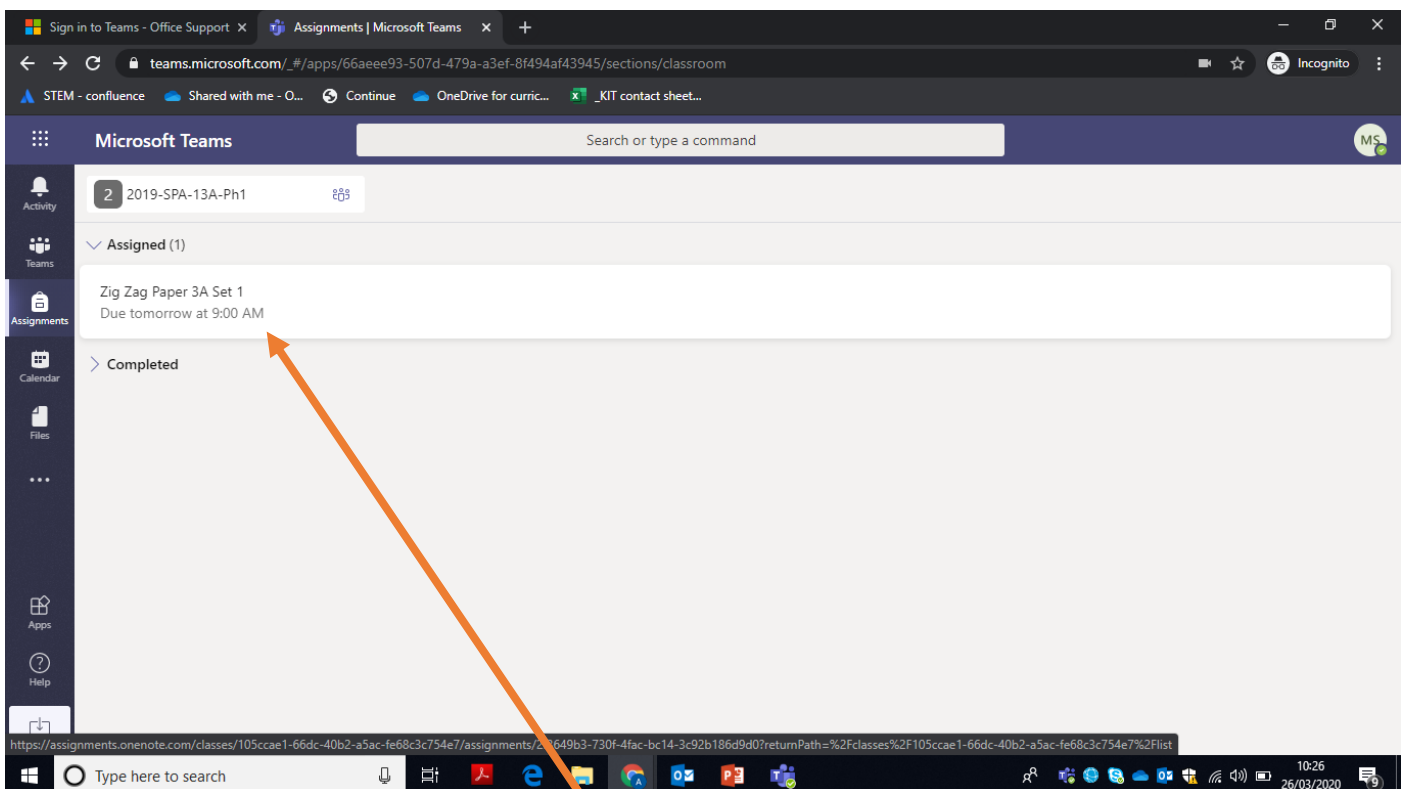 Sign in to Teams - Office Support
Assignments | Microsoft Teams
teams.microsoft.com/_#/apps/66aeee93-507d-479a-a3ef-8f494af43945/sections/classroom
Incognito
STEM - confluence
Shared with me - O...
Continue
OneDrive for curric...
_KIT contact sheet...
Microsoft Teams
Search or type a command
MS
Activity
2 2019-SPA-13A-Ph1
Teams
Assigned (1)
Assignments
Zig Zag Paper 3A Set 1
Due tomorrow at 9:00 AM
Calendar
Completed
Files
Apps
Help
https://assignments.onenote.com/classes/105ccae1-66dc-40b2-a5ac-fe68c3c754e7/assignments/ 649b3-730f-4fac-bc14-3c92b186d9d0?returnPath=%2Fclasses%2F105ccae1-66dc-40b2-a5ac-fe68c3c754e7%2Flist
Type here to search
10:26
26/03/2020
9